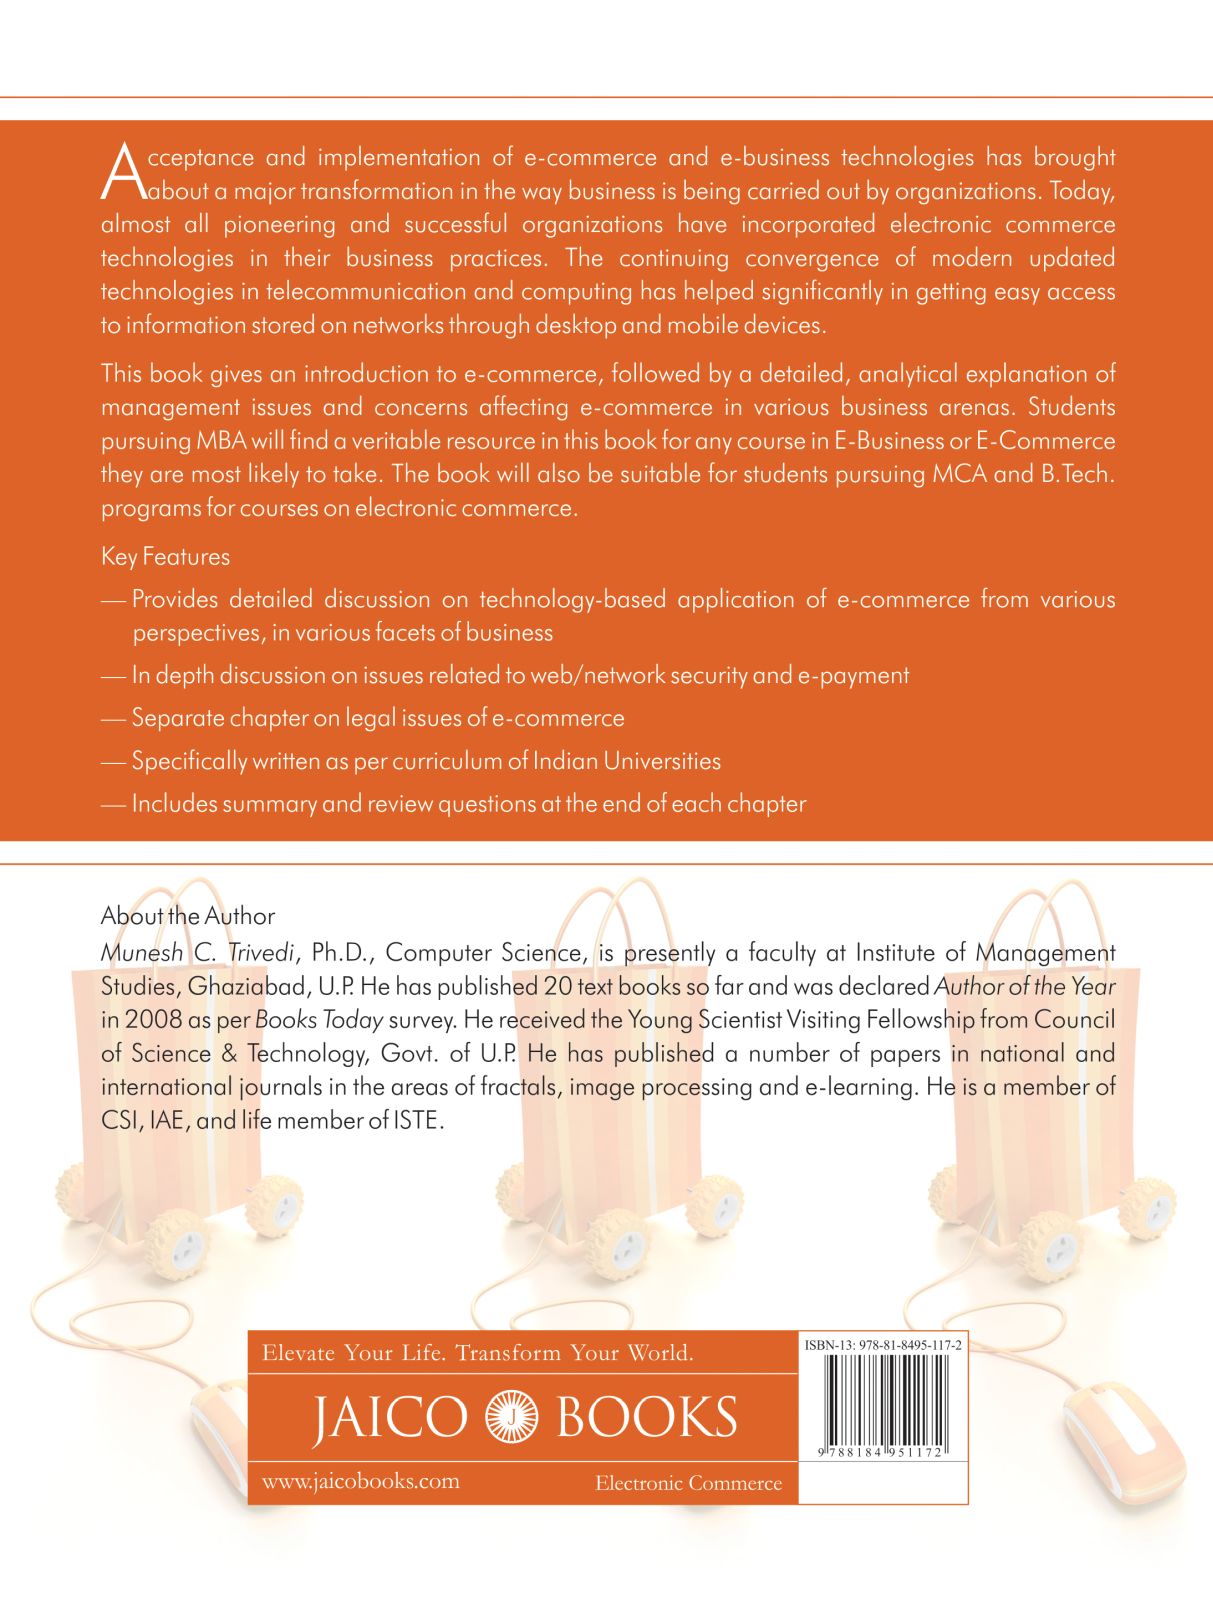 Acceptance and implementation of e-commerce and e-business technologies has brought
about a major transformation in the way business is being carried out by organizations. Today,
almost all pioneering and successful organizations have incorporated electronic commerce
technologies in their business practices. The continuing convergence of modern updated
technologies in telecommunication and computing has helped significantly in getting easy access
to information stored on networks through desktop and mobile devices.
This book gives an introduction to e-commerce, followed by a detailed, analytical explanation of
management issues and concerns affecting e-commerce in various business arenas. Students
pursuing MBA will find a veritable resource in this book for any course in E-Business or E-Commerce
they are most likely to take. The book will also be suitable for students pursuing MCA and B.Tech.
programs for courses on electronic commerce.
Key Features
— Provides detailed discussion on technology-based application of e-commerce from various
perspectives, in various facets of business
— In depth discussion on issues related to web/network security and e-payment
— Separate chapter on legal issues of e-commerce
— Specifically written as per curriculum of Indian Universities
— Includes summary and review questions at the end of each chapter
About the Author
Munesh C. Trivedi, Ph.D., Computer Science, is presently a faculty at Institute of Management
Studies, Ghaziabad, U.P. He has published 20 text books so far and was declared Author of the Year
in 2008 as per Books Today survey. He received the Young Scientist Visiting Fellowship from Council
of Science & Technology, Govt. of U.P. He has published a number of papers in national and
international journals in the areas of fractals, image processing and e-learning. He is a member of
CSI, IAE, and life member of ISTE.
Elevate Your Life. Transform Your World.
JAICO J BOOKS
www.jaicobooks.com
Electronic Commerce
ISBN-13: 978-81-8495-117-2
9 788184 951172